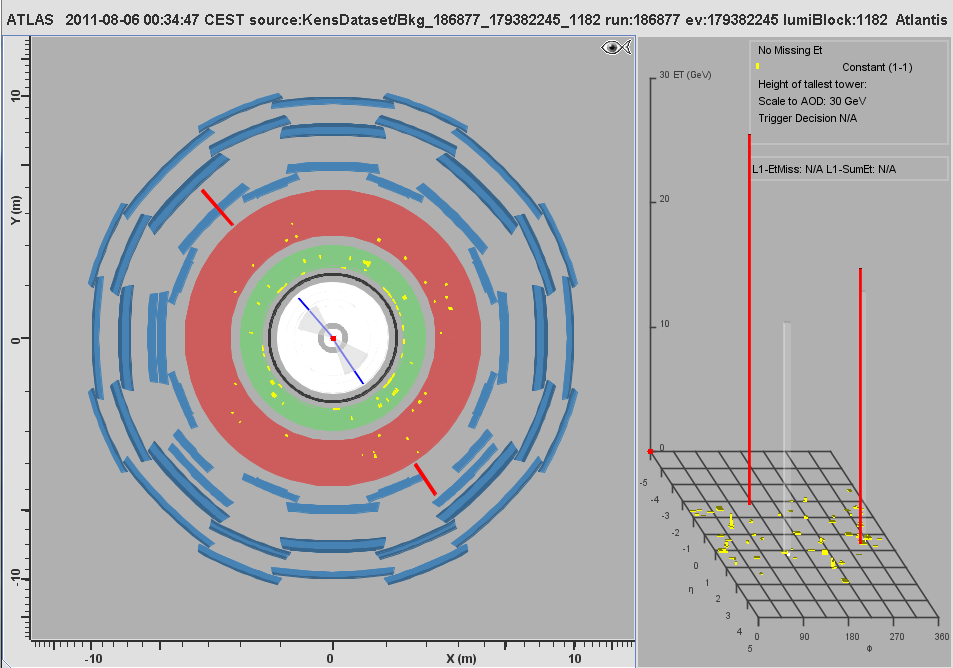 ATLAS 2011-08-06 00:34:47 CEST source:KensDataset/Bkg_186877_179382245_1182 run:186877 ev:179382245 lumiBlock:1182 Atlantis
No Missing Et
Constant (1-1)
Height of tallest tower:
Scale to AOD: 30 GeV
Trigger Decision N/A
L1-EtMiss: N/A L1-SumEt: N/A
30 ET (GeV)
20
10
0
-5
-4
-3
-2
-1
0
η
1
2
3
4
5
0
90
180
270
360
Φ
10
Y (m)
0
-10
-10
0
X (m)
10